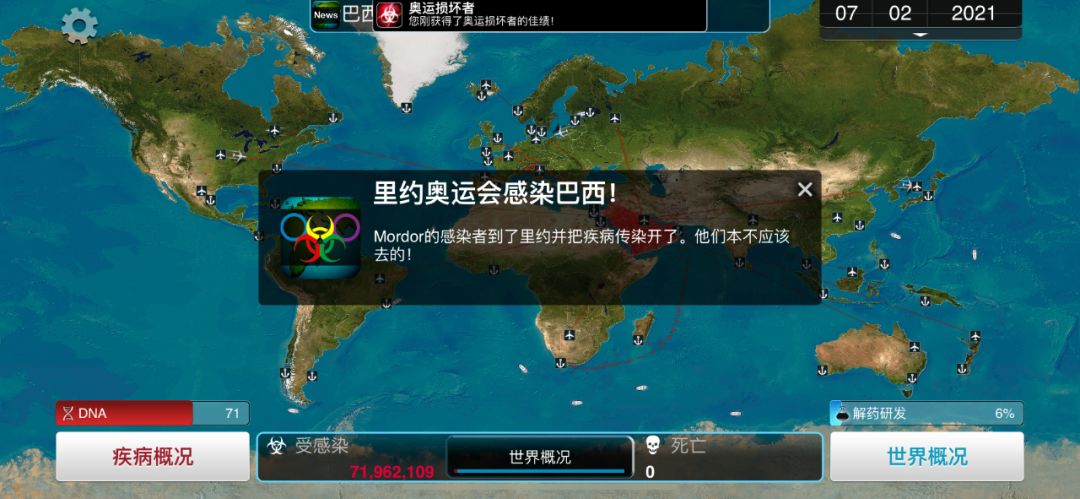 News 巴西
奥运损坏者
您刚获得了奥运损坏者的佳绩!
07 02 2021
里约奥运会感染巴西!
Mordor的感染者到了里约并把疾病传染开了。他们本不应该
去的!
DNA 71
解药研发 6%
疾病概况
受感染
71,962,109
世界概况
死亡
0
世界概况